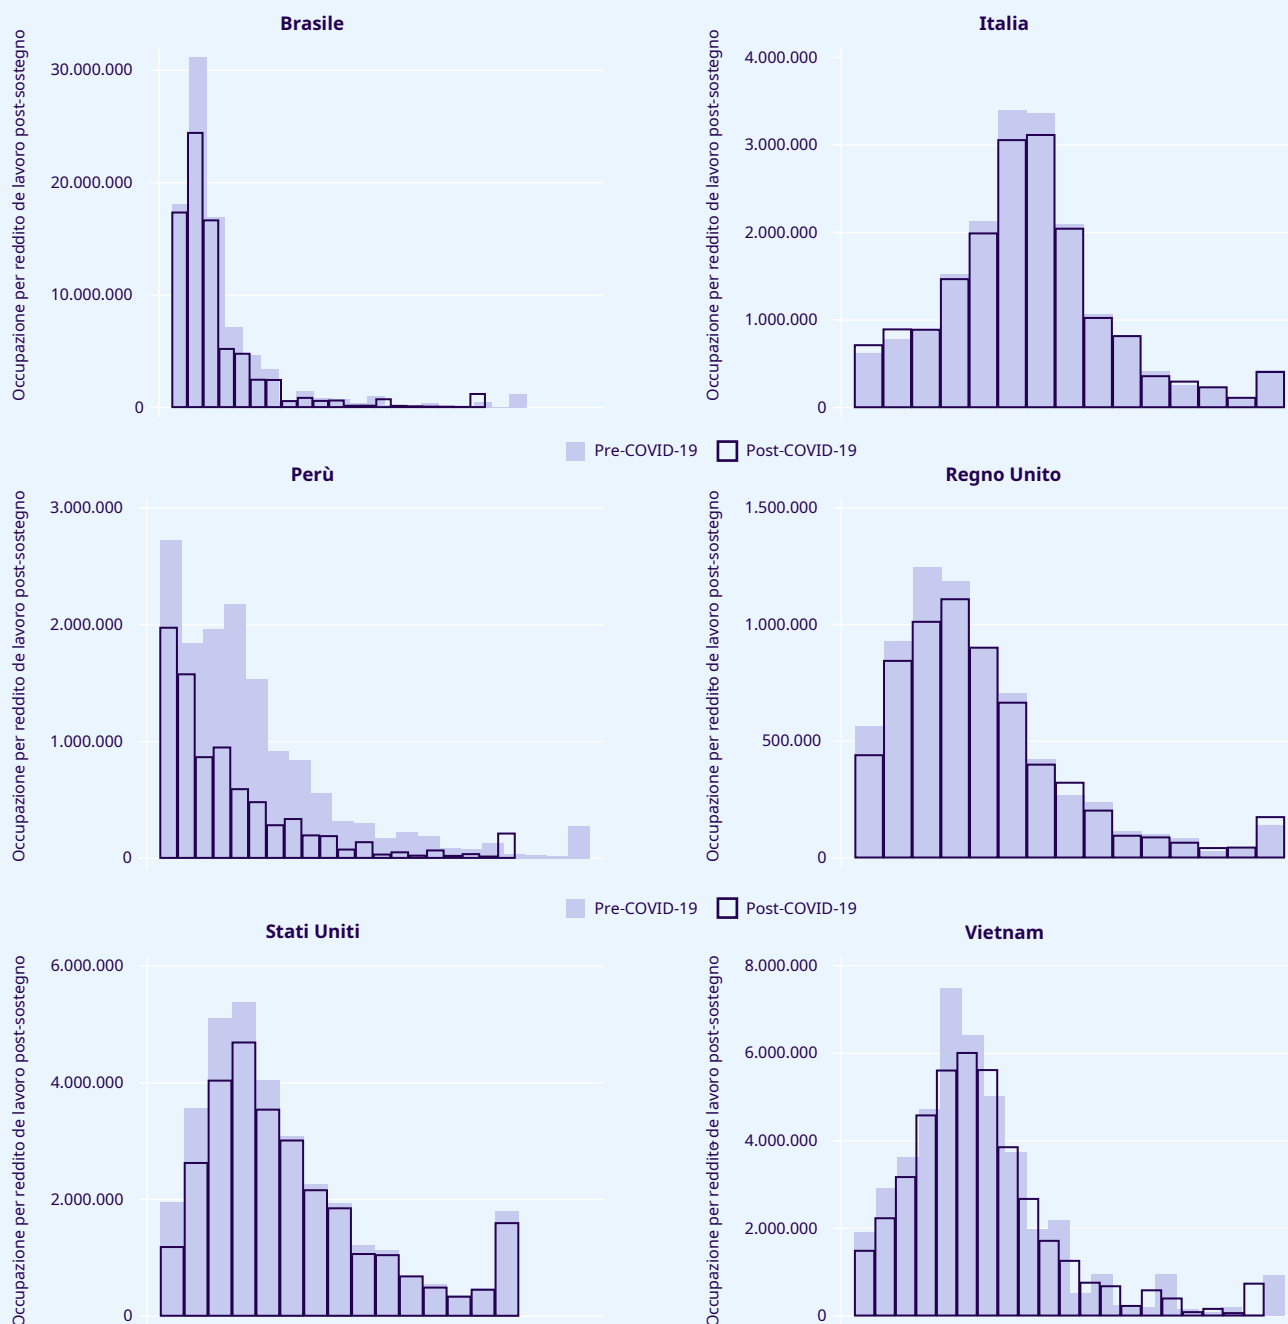 Brasile
Occupazione per reddito de lavoro post-sostegno
30.000.000
20.000.000
10.000.000
0
Italia
Occupazione per reddito de lavoro post-sostegno
4.000.000
3.000.000
2.000.000
1.000.000
0
Pre-COVID-19 Post-COVID-19
Perù
Occupazione per reddito de lavoro post-sostegno
3.000.000
2.000.000
1.000.000
0
Regno Unito
Occupazione per reddito de lavoro post-sostegno
1.500.000
1.000.000
500.000
0
Pre-COVID-19 Post-COVID-19
Stati Uniti
Occupazione per reddito de lavoro post-sostegno
6.000.000
4.000.000
2.000.000
0
Vietnam
Occupazione per reddito de lavoro post-sostegno
8.000.000
6.000.000
4.000.000
2.000.000
0